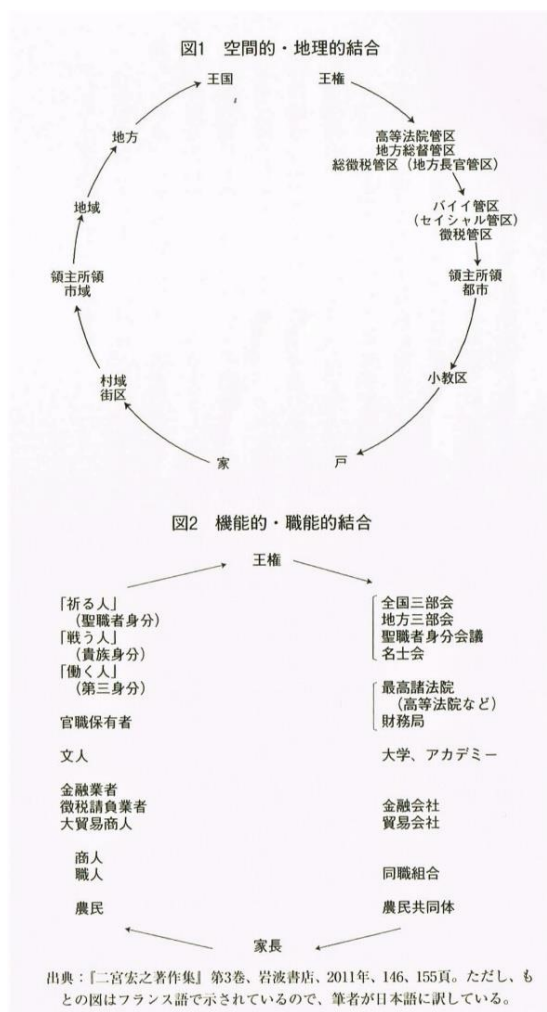 図1 空間的・地理的結合
王国
王権
地方
高等法院管区
地方総督管区
総徴税管区（地方長官管区）
地域
バイイ管区
（セイシャル管区）
徴税管区
領主所領
市域
領主所領
都市
村域
街区
小教区
家
戸
図2 機能的・職能的結合
王権
「祈る人」
（聖職者身分）
「戦う人」
（貴族身分）
「働く人」
（第三身分）
官職保有者
文人
金融業者
徴税請負業者
大貿易商人
商人
職人
農民
全国三部会
地方三部会
聖職者身分会議
名士会
最高諸法院
（高等法院など）
財務局
大学、アカデミー
金融会社
貿易会社
同職組合
農民共同体
家長
出典：『二宮宏之著作集』第3巻、岩波書店、2011年、146、155頁。ただし、も
との図はフランス語で示されているので、筆者が日本語に訳している。